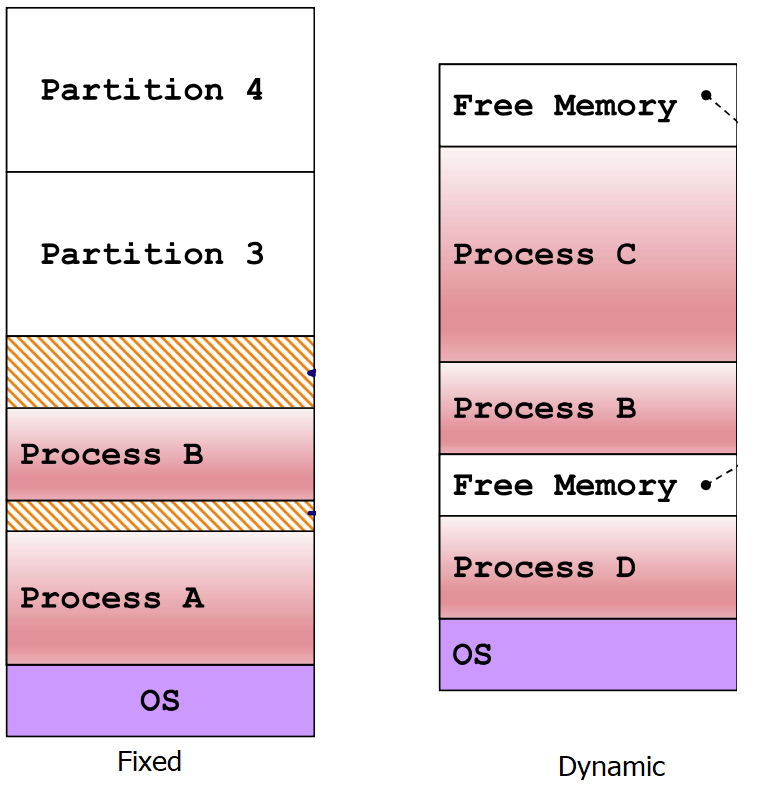 Partition 4
Partition 3
Process B
Process A
OS
Fixed
Free Memory
Process C
Process B
Free Memory
Process D
OS
Dynamic